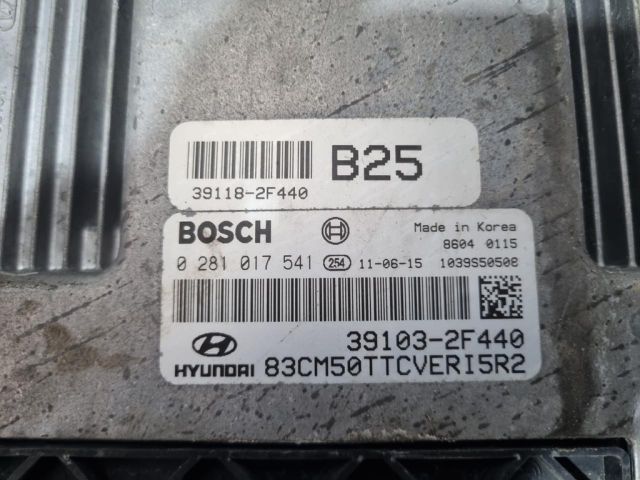 B25
39118-2F440
BOSCH
Made in Korea
8604 0115
0 281 017 541 254 11-06-15 1039S50508
39103-2F440
HYUNDAI 83CM50TTCVERI5R2